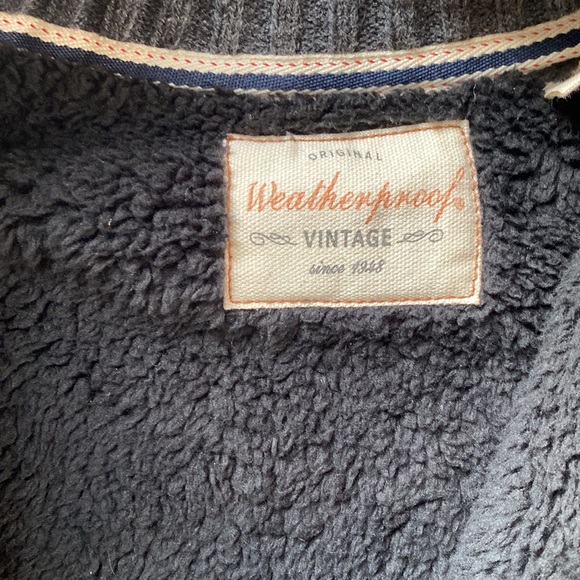 ORIGINAL
Weatherproof®
VINTAGE
since 1948